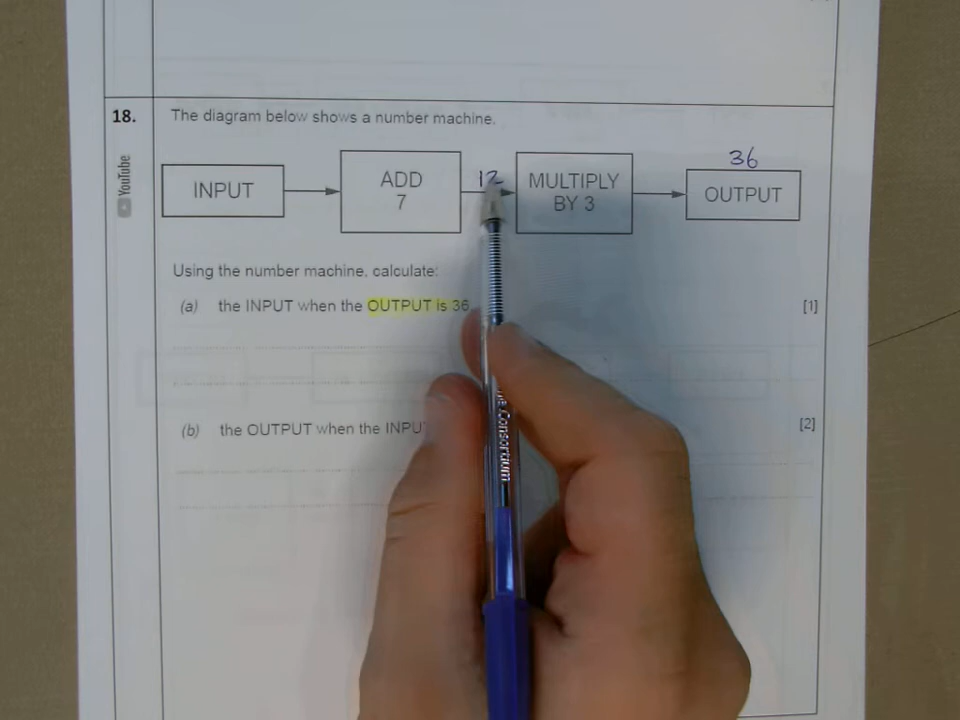 18.
The diagram below shows a number machine.
YouTube
36
INPUT
ADD
7
12
MULTIPLY
BY 3
OUTPUT
Using the number machine, calculate:
(a) the INPUT when the OUTPUT is 36 [1]
(b) the OUTPUT when the INPU [2]
Consortium